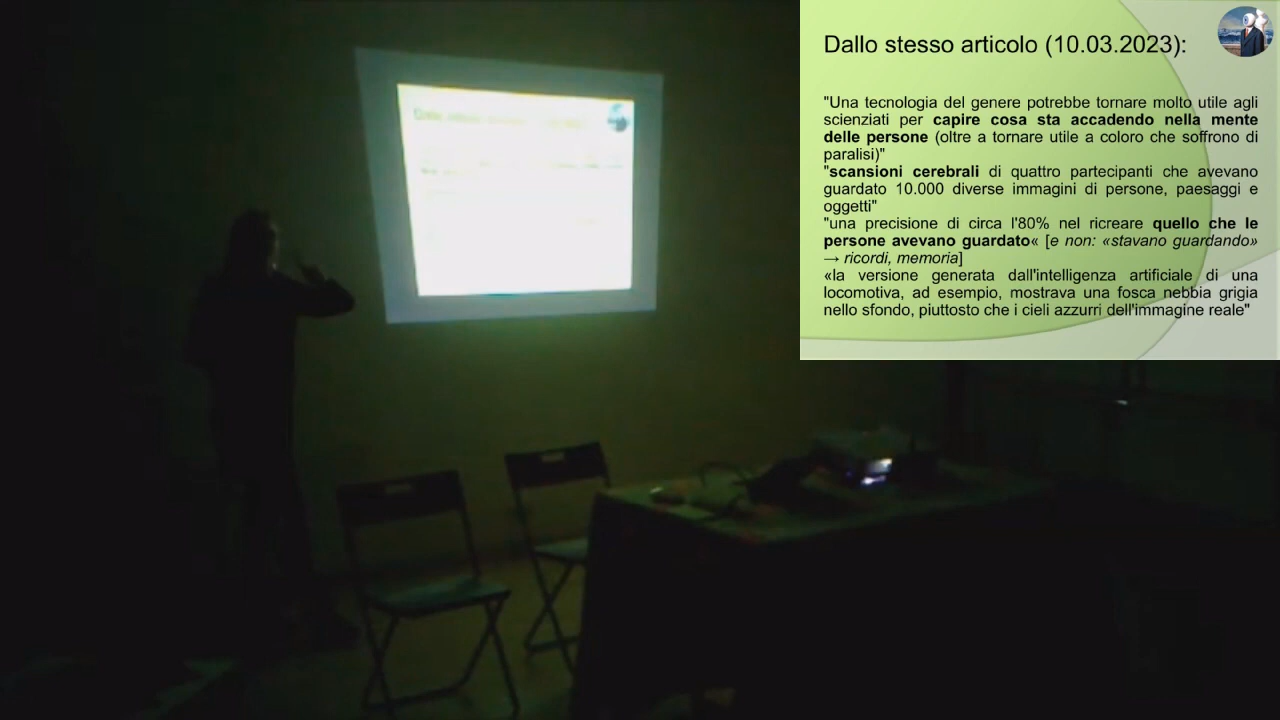 Dallo stesso articolo (10.03.2023):
"Una tecnologia del genere potrebbe tornare molto utile agli
scienziati per capire cosa sta accadendo nella mente
delle persone (oltre a tornare utile a coloro che soffrono di
paralisi)"
"scansioni cerebrali di quattro partecipanti che avevano
guardato 10.000 diverse immagini di persone, paesaggi e
oggetti"
"una precisione di circa l'80% nel ricreare quello che le
persone avevano guardato« [e non: «stavano guardando»
→ ricordi, memoria]
«la versione generata dall'intelligenza artificiale di una
locomotiva, ad esempio, mostrava una fosca nebbia grigia
nello sfondo, piuttosto che i cieli azzurri dell'immagine reale"